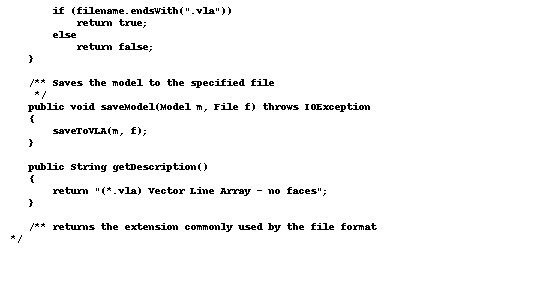 if (filename.endsWith(".vla"))
return true;
else
return false;
}
/** Saves the model to the specified file
*/
public void saveModel(Model m, File f) throws IOException
{
saveToVLA(m, f);
}
public String getDescription()
{
return "(*.vla) Vector Line Array - no faces";
}
/** returns the extension commonly used by the file format
*/